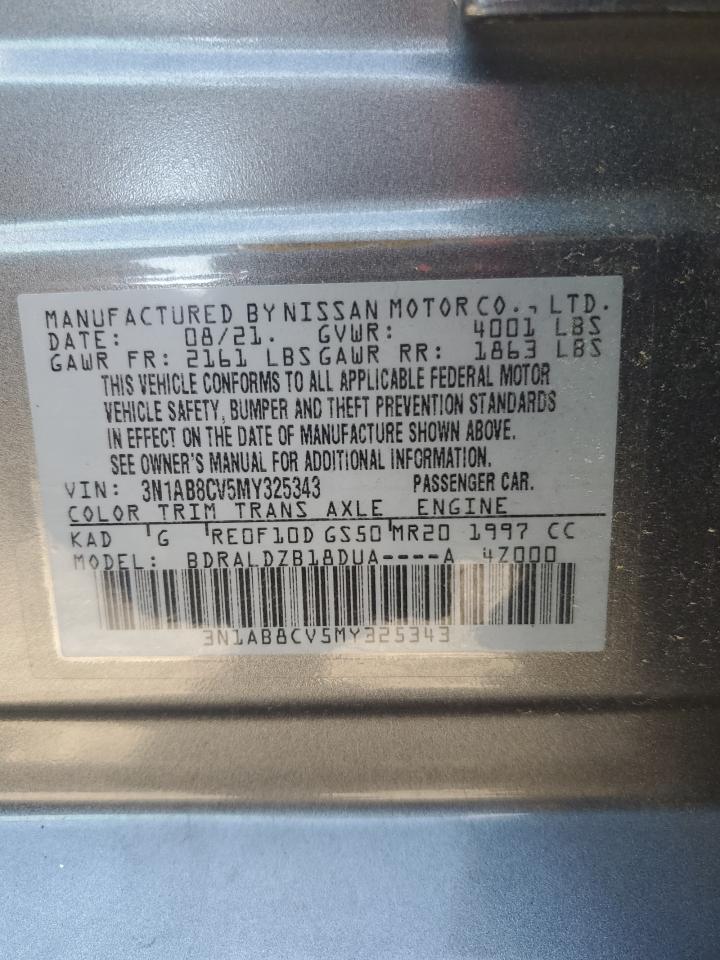 MANUFACTURED BY NISSAN MOTOR CO., LTD.
DATE: 08/21. GVWR: 4001 LBS
GAWR FR: 2161 LBS GAWR RR: 1863 LBS
THIS VEHICLE CONFORMS TO ALL APPLICABLE FEDERAL MOTOR
VEHICLE SAFETY, BUMPER AND THEFT PREVENTION STANDARDS
IN EFFECT ON THE DATE OF MANUFACTURE SHOWN ABOVE.
SEE OWNER'S MANUAL FOR ADDITIONAL INFORMATION.
VIN: 3N1AB8CV5MY325343 PASSENGER CAR.
COLOR TRIM TRANS AXLE ENGINE
KAD G RE0F10D GS50 MR20 1997 CC
MODEL: BDRALDZB18DUA----A 4Z000
3N1AB8CV5MY325343